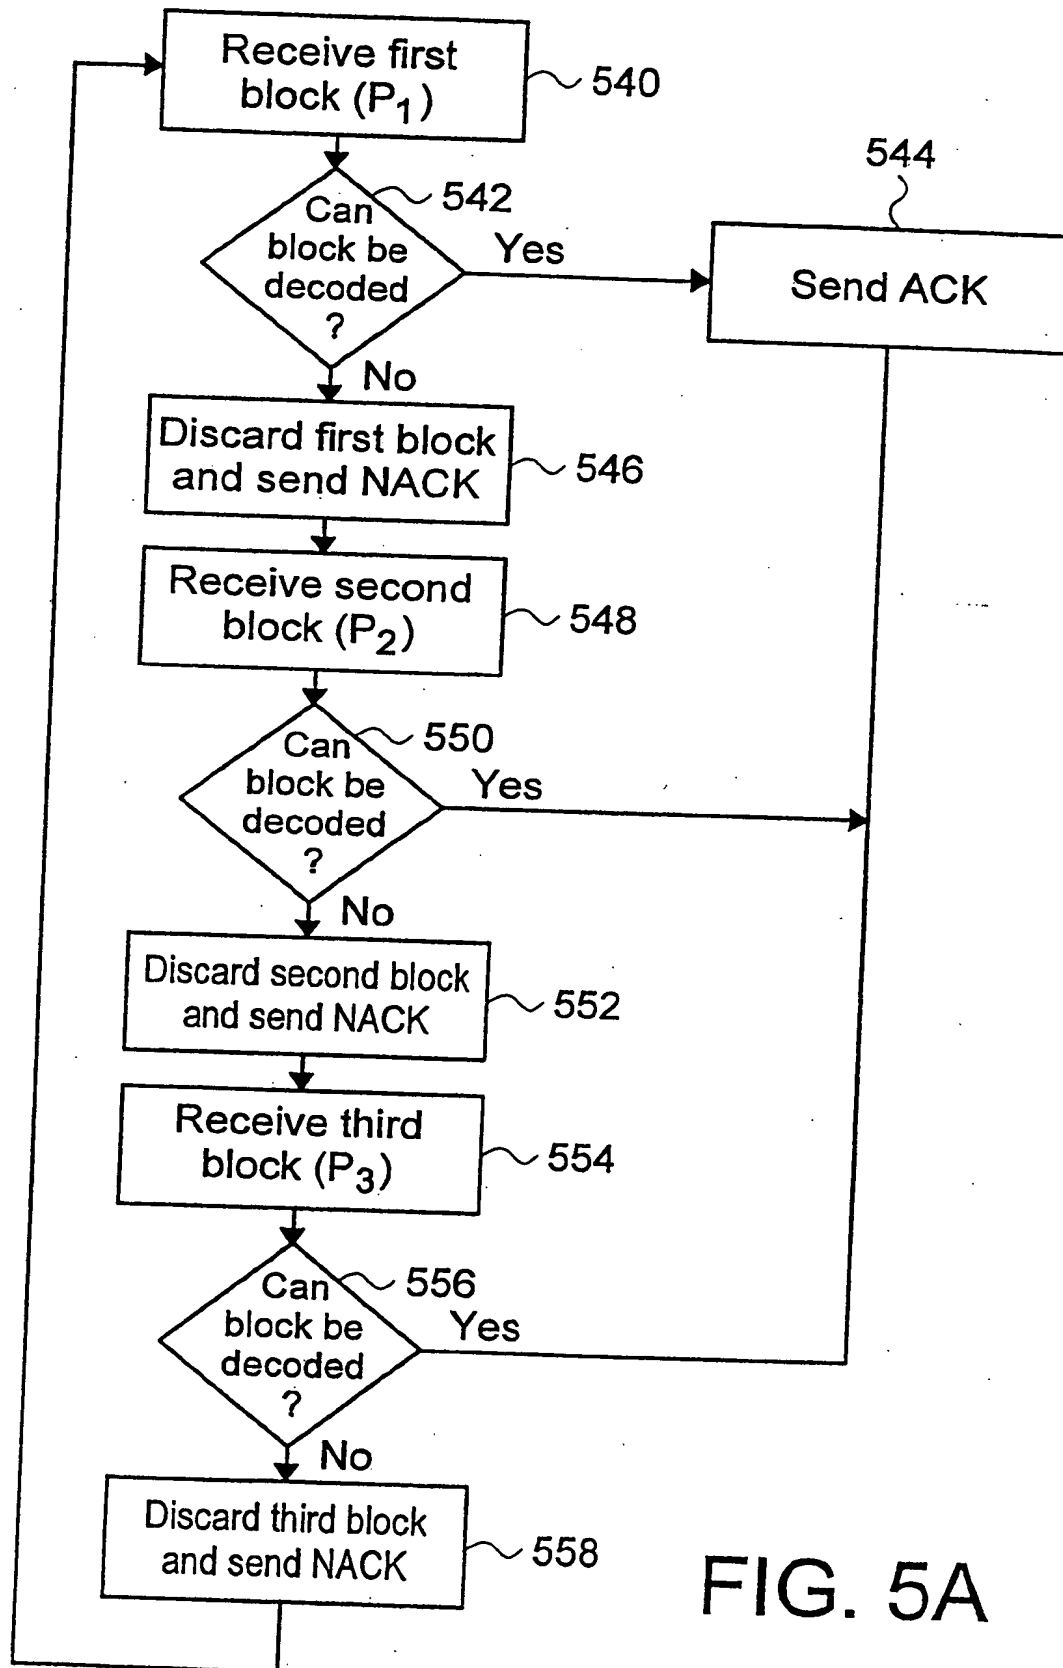 Receive first
block (P1)
540
544
542
Can
block be
decoded
?
Yes
Send ACK
No
Discard first block
and send NACK
546
Receive second
block (P2)
548
550
Can
block be
decoded
?
Yes
No
Discard second block
and send NACK
552
Receive third
block (P3)
554
556
Can
block be
decoded
?
Yes
No
Discard third block
and send NACK
558
FIG. 5A